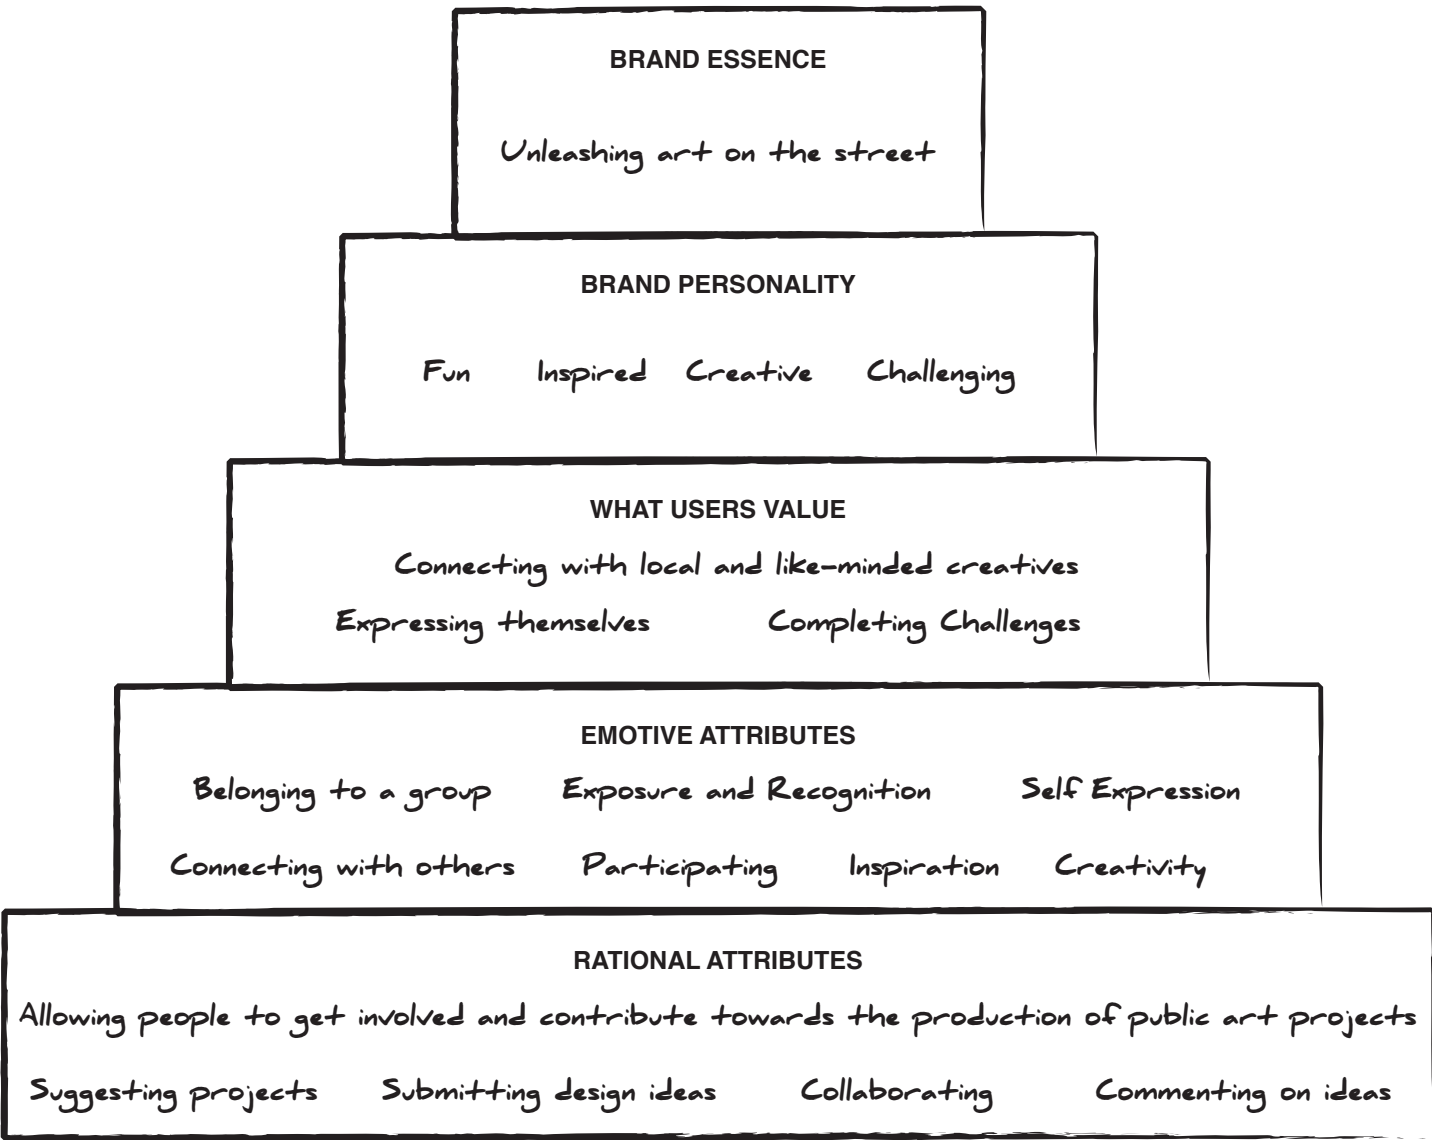 BRAND ESSENCE
Unleashing art on the street
BRAND PERSONALITY
Fun Inspired Creative Challenging
WHAT USERS VALUE
Connecting with local and like-minded creatives
Expressing themselves Completing Challenges
EMOTIVE ATTRIBUTES
Belonging to a group Exposure and Recognition Self Expression
Connecting with others Participating Inspiration Creativity
RATIONAL ATTRIBUTES
Allowing people to get involved and contribute towards the production of public art projects
Suggesting projects Submitting design ideas Collaborating Commenting on ideas